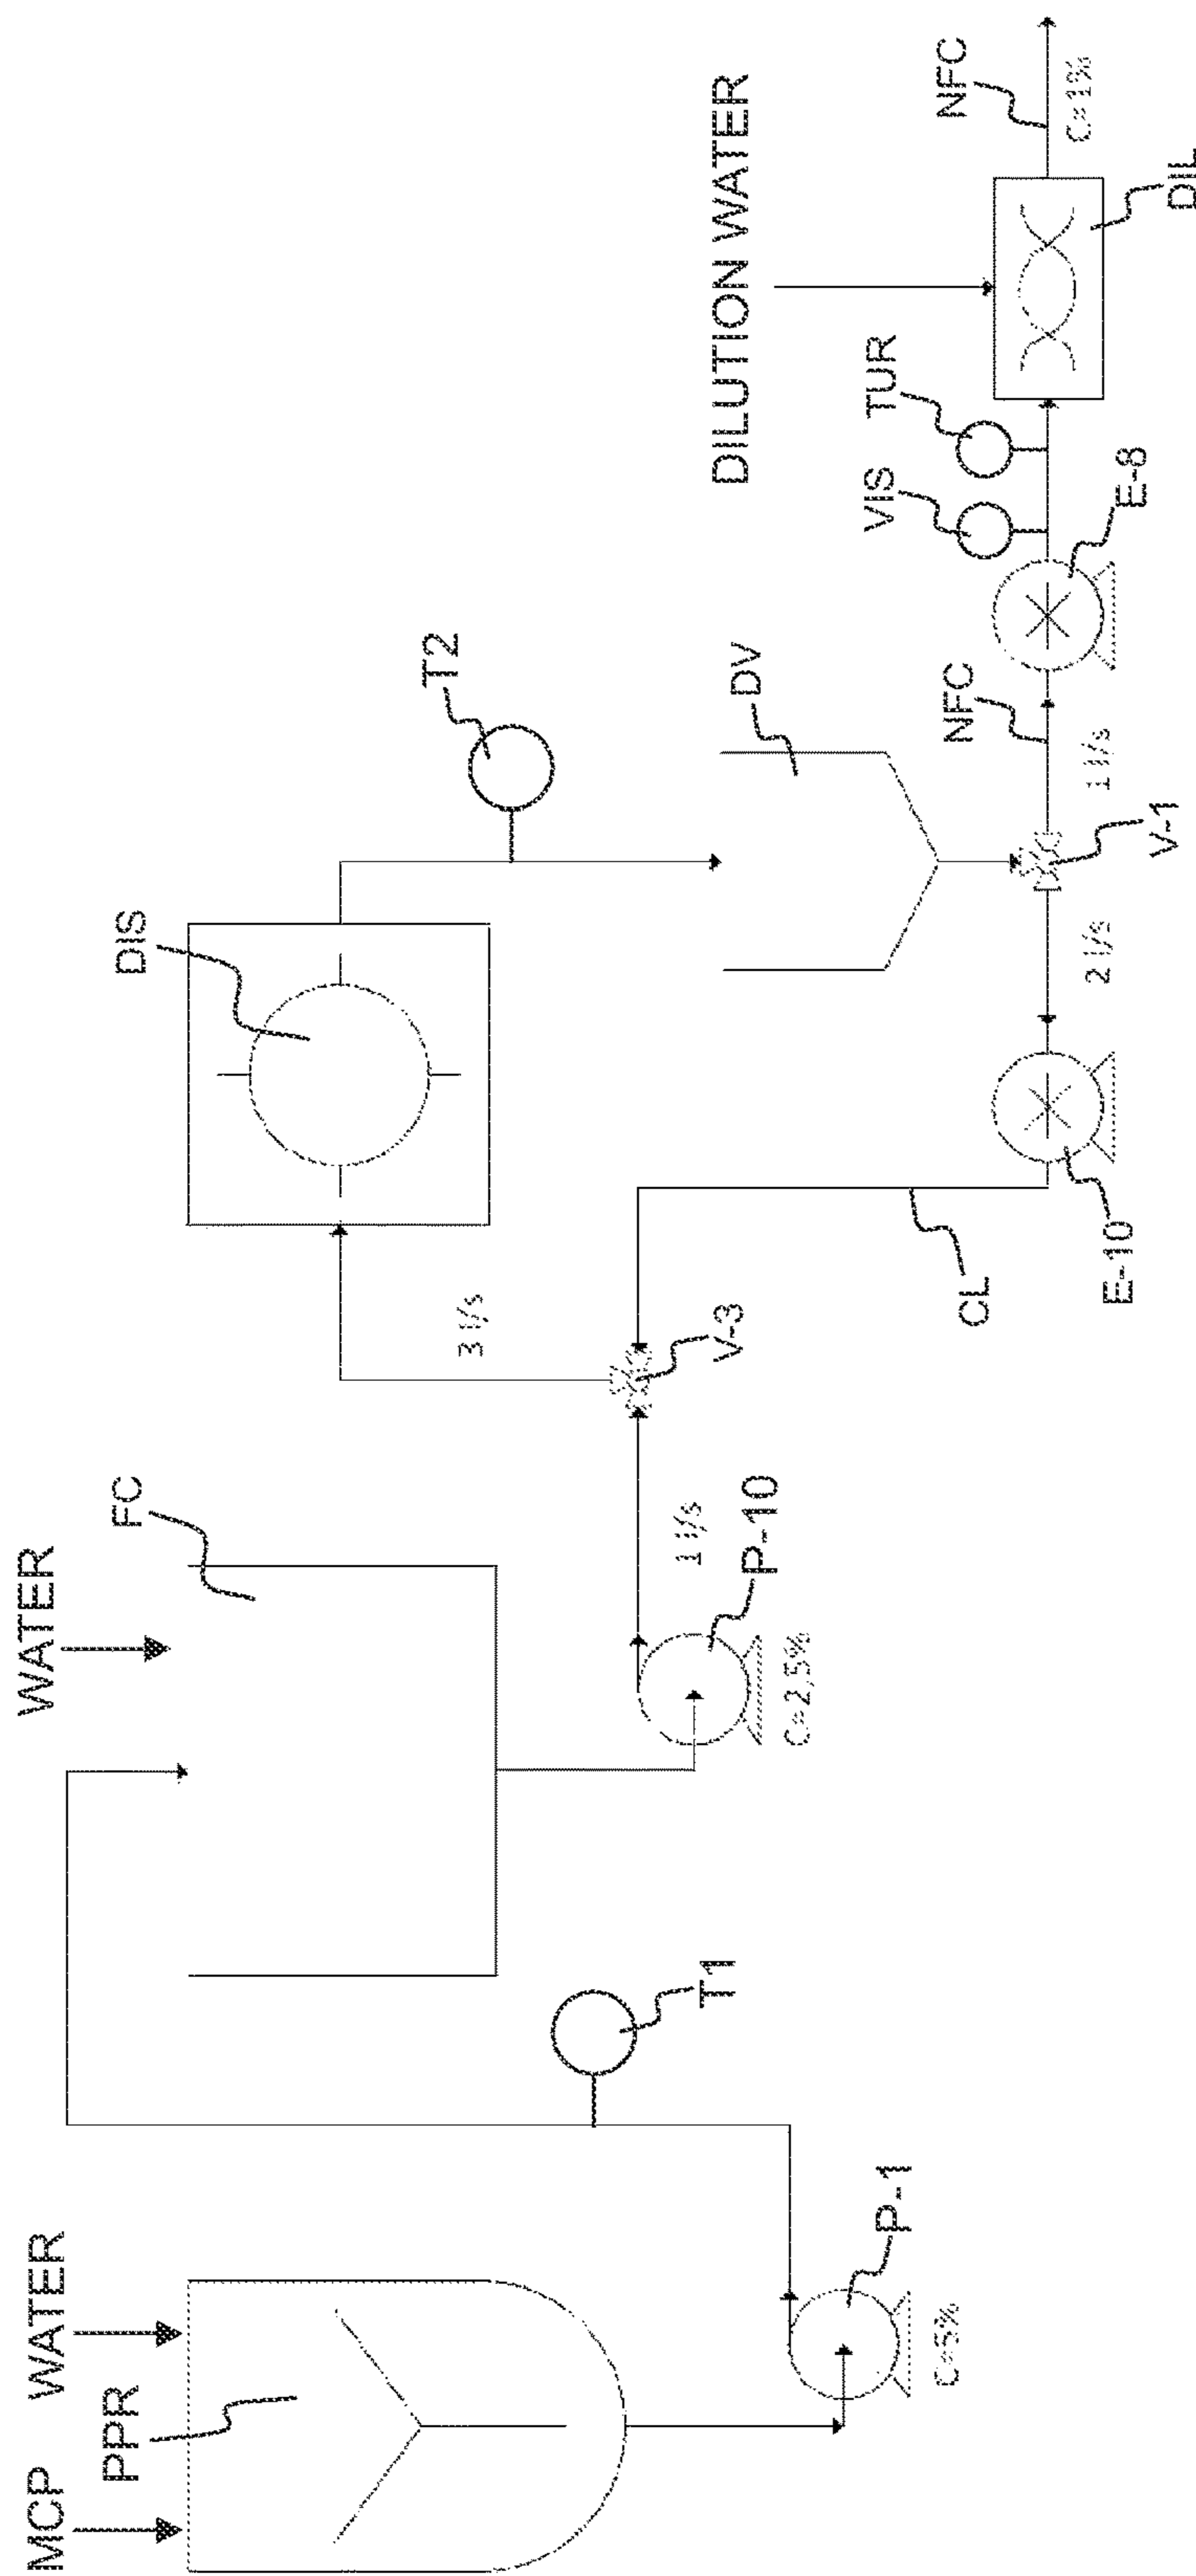 MCP
WATER
PPR
P-1
C=5%
T1
WATER
FC
P-10
C=2,5%
1 l/s
V-3
3 l/s
DIS
T2
CL
E-10
2 l/s
DV
V-1
1 l/s
NFC
E-8
VIS
TUR
DILUTION WATER
DIL
NFC
C=1%